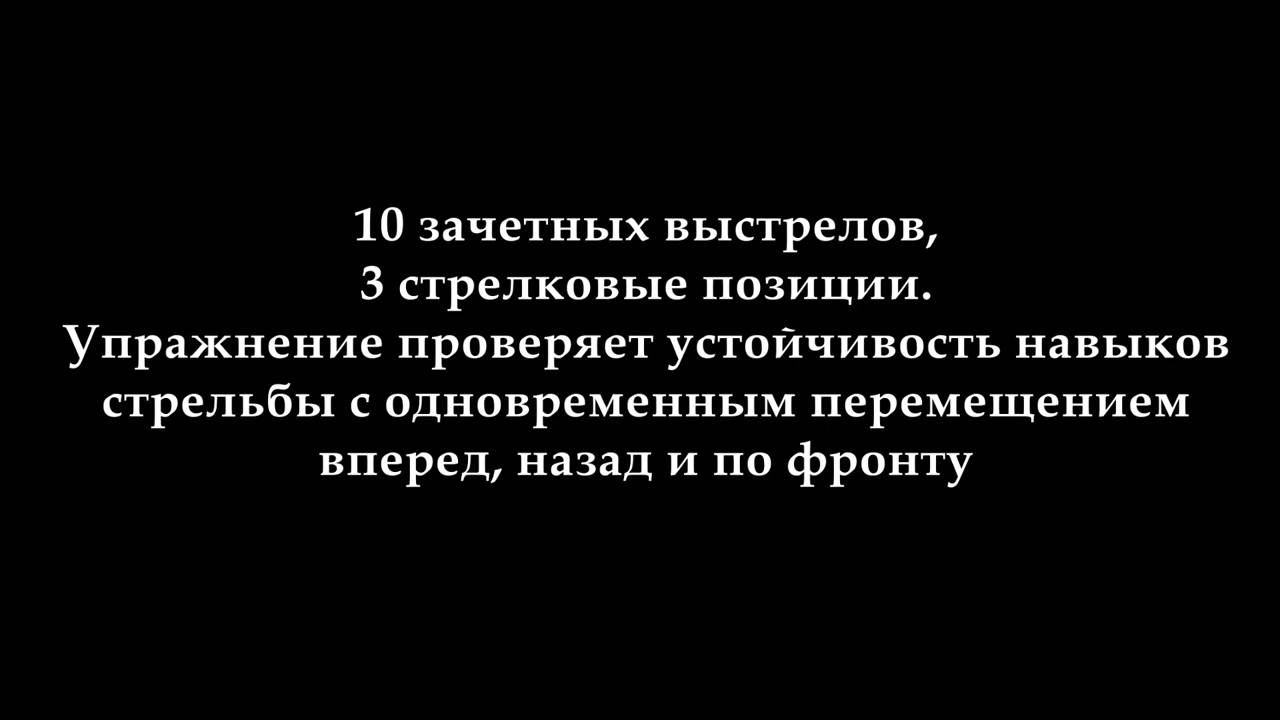 10 зачетных выстрелов,
3 стрелковые позиции.
Упражнение проверяет устойчивость навыков
стрельбы с одновременным перемещением
вперед, назад и по фронту